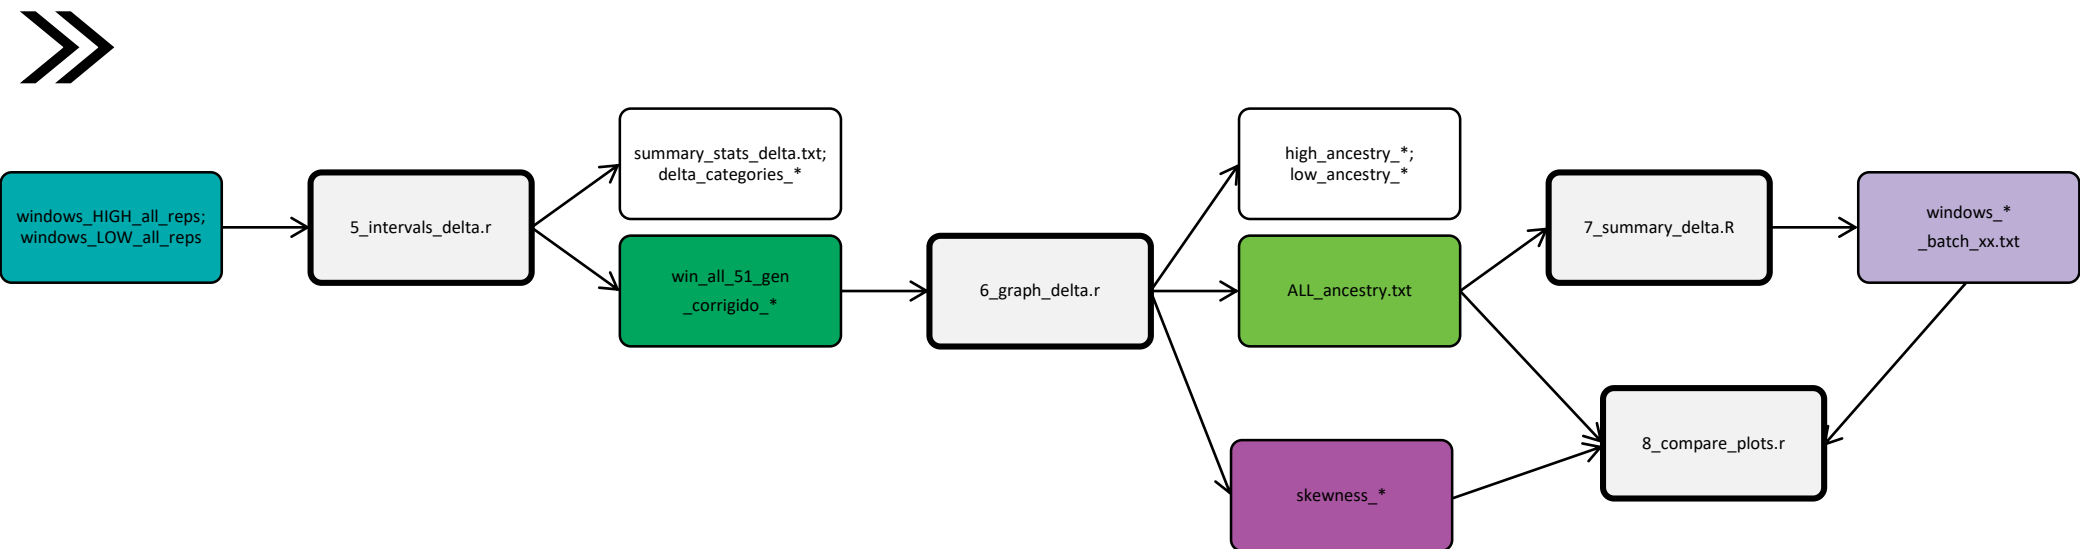 windows_HIGH_all_reps;
windows_LOW_all_reps
5_intervals_delta.r
summary_stats_delta.txt;
delta_categories_*
win_all_51_gen
_corrigido_*
6_graph_delta.r
high_ancestry_*;
low_ancestry_*
ALL_ancestry.txt
skewness_*
7_summary_delta.R
windows_*
_batch_xx.txt
8_compare_plots.r